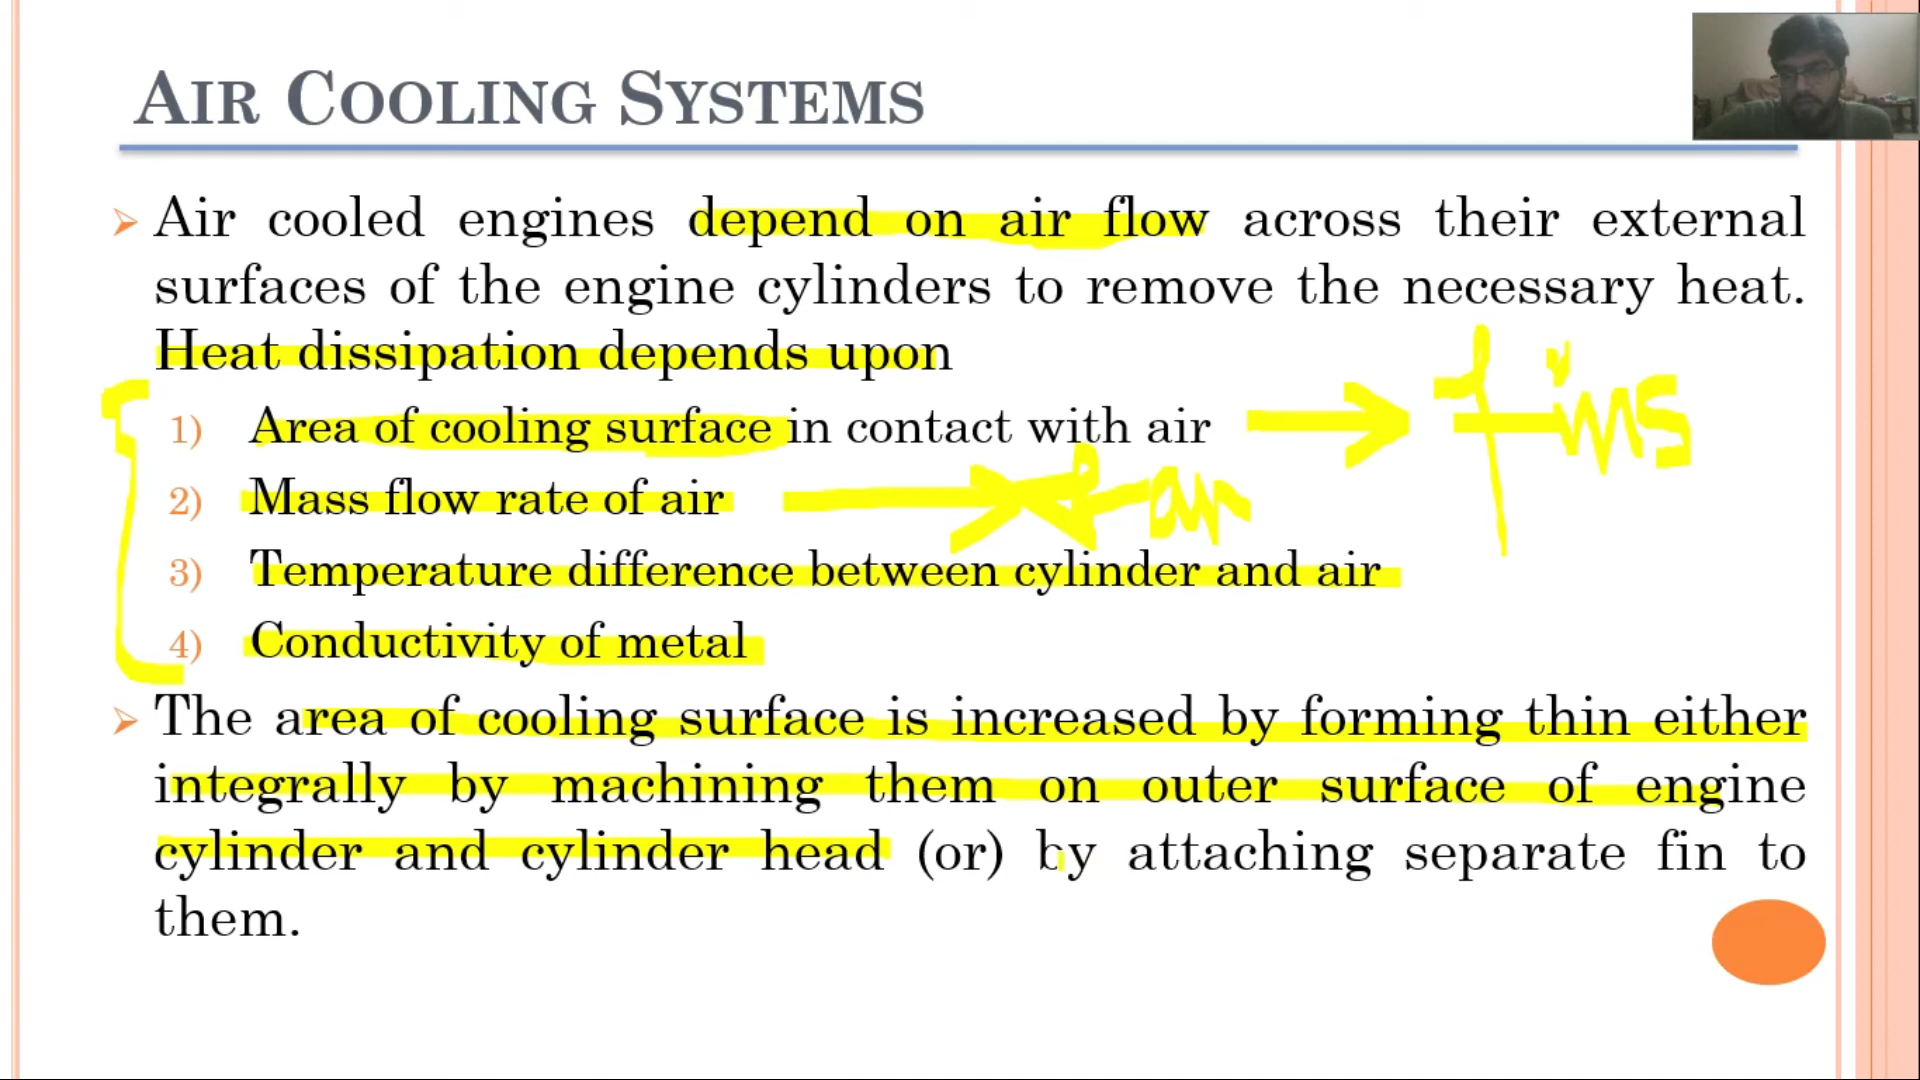 AIR COOLING SYSTEMS
➢ Air cooled engines depend on air flow across their external
surfaces of the engine cylinders to remove the necessary heat.
Heat dissipation depends upon
1) Area of cooling surface in contact with air → fins
2) Mass flow rate of air → fan
3) Temperature difference between cylinder and air
4) Conductivity of metal
➢ The area of cooling surface is increased by forming thin either
integrally by machining them on outer surface of engine
cylinder and cylinder head (or) by attaching separate fin to
them.